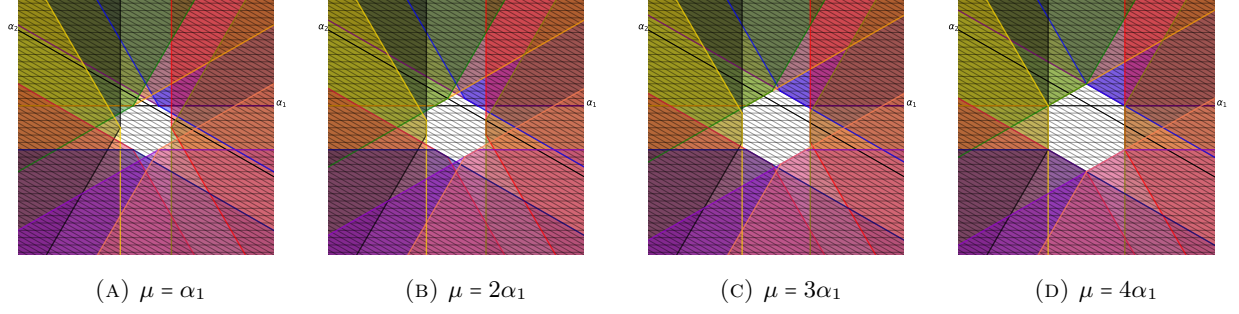 α₂ α₁ α₂ α₁ α₂ α₁ α₂ α₁
(A) μ = α₁ (B) μ = 2α₁ (C) μ = 3α₁ (D) μ = 4α₁